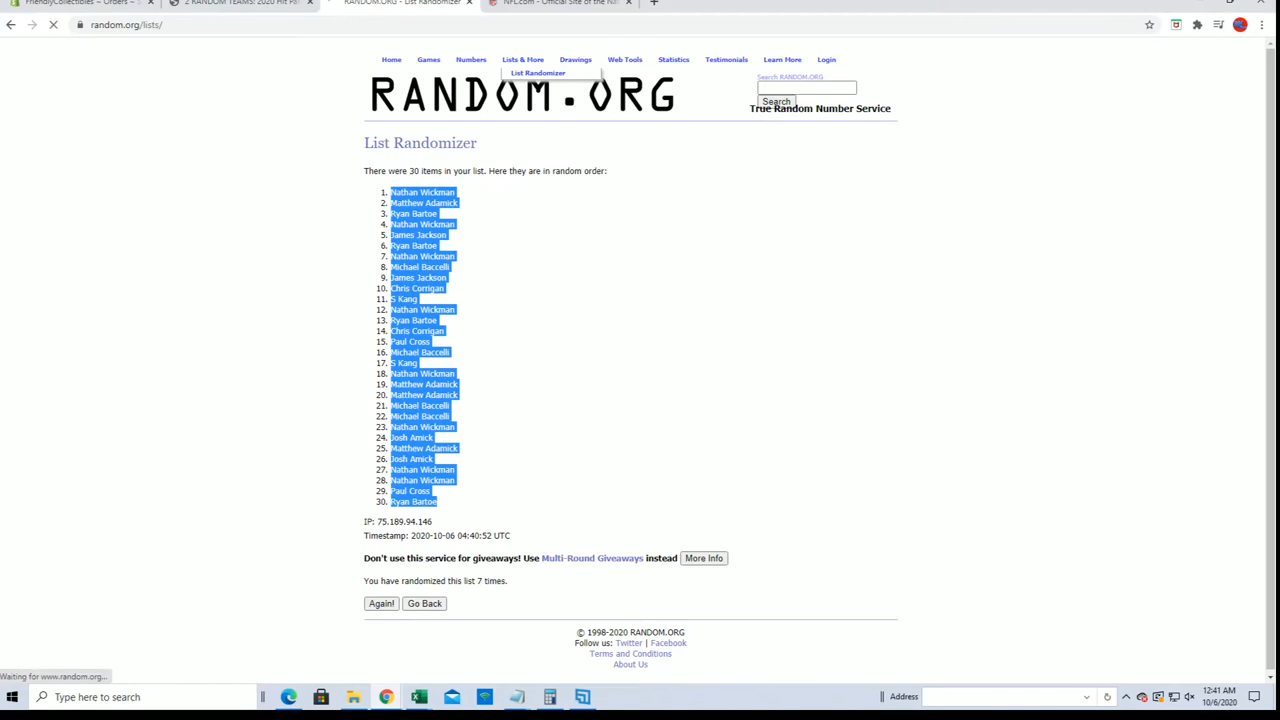 FriendlyCollectibles – Orders –
2 RANDOM TEAMS: 2020 Hit Pa
RANDOM.ORG - List Randomizer
NFL.com - Official Site of the Na
random.org/lists/
Home Games Numbers Lists & More Drawings Web Tools Statistics Testimonials Learn More Login
List Randomizer
Search RANDOM.ORG
RANDOM.ORG
Search
True Random Number Service
List Randomizer
There were 30 items in your list. Here they are in random order:
1. Nathan Wickman
2. Matthew Adamick
3. Ryan Bartoe
4. Nathan Wickman
5. James Jackson
6. Ryan Bartoe
7. Nathan Wickman
8. Michael Baccelli
9. James Jackson
10. Chris Corrigan
11. S Kang
12. Nathan Wickman
13. Ryan Bartoe
14. Chris Corrigan
15. Paul Cross
16. Michael Baccelli
17. S Kang
18. Nathan Wickman
19. Matthew Adamick
20. Matthew Adamick
21. Michael Baccelli
22. Michael Baccelli
23. Nathan Wickman
24. Josh Amick
25. Matthew Adamick
26. Josh Amick
27. Nathan Wickman
28. Nathan Wickman
29. Paul Cross
30. Ryan Bartoe
IP: 75.189.94.146
Timestamp: 2020-10-06 04:40:52 UTC
Don't use this service for giveaways! Use Multi-Round Giveaways instead More Info
You have randomized this list 7 times.
Again! Go Back
© 1998-2020 RANDOM.ORG
Follow us: Twitter | Facebook
Terms and Conditions
About Us
Waiting for www.random.org...
Type here to search
Address
12:41 AM
10/6/2020